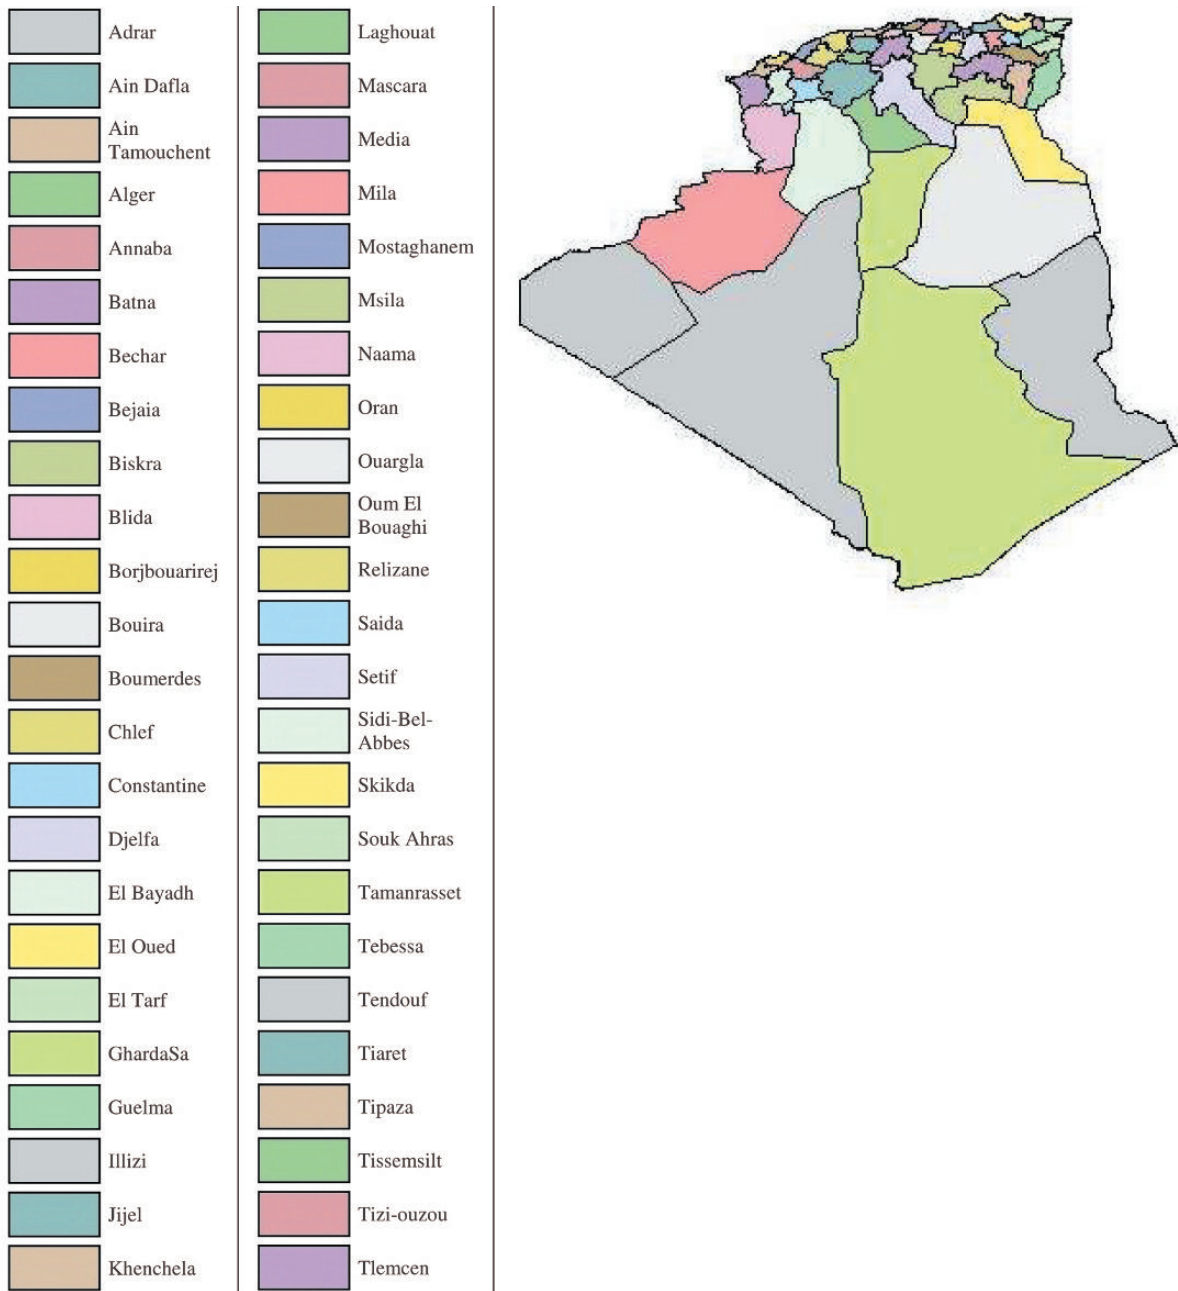 Adrar
Ain Dafla
Ain
Tamouchent
Alger
Annaba
Batna
Bechar
Bejaia
Biskra
Blida
Borjbouarirej
Bouira
Boumerdes
Chlef
Constantine
Djelfa
El Bayadh
El Oued
El Tarf
GhardaSa
Guelma
Illizi
Jijel
Khenchela
Laghouat
Mascara
Media
Mila
Mostaghanem
Msila
Naama
Oran
Ouargla
Oum El
Bouaghi
Relizane
Saida
Setif
Sidi-Bel-
Abbes
Skikda
Souk Ahras
Tamanrasset
Tebessa
Tendouf
Tiaret
Tipaza
Tissemsilt
Tizi-ouzou
Tlemcen